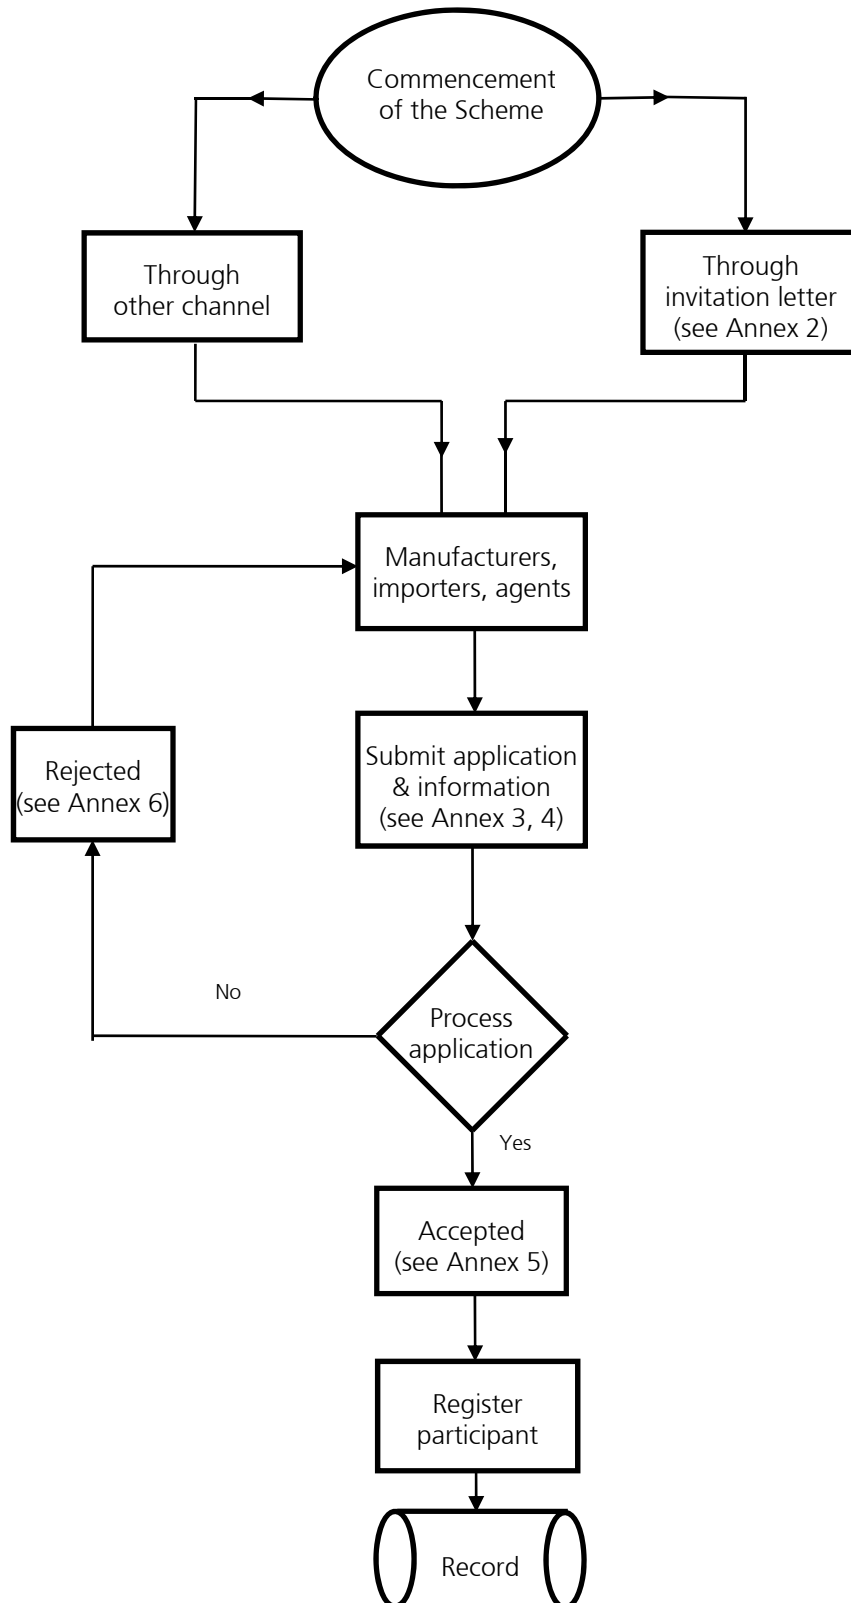 Commencement
of the Scheme
Through
other channel
Through
invitation letter
(see Annex 2)
Manufacturers,
importers, agents
Rejected
(see Annex 6)
Submit application
& information
(see Annex 3, 4)
No
Process
application
Yes
Accepted
(see Annex 5)
Register
participant
Record